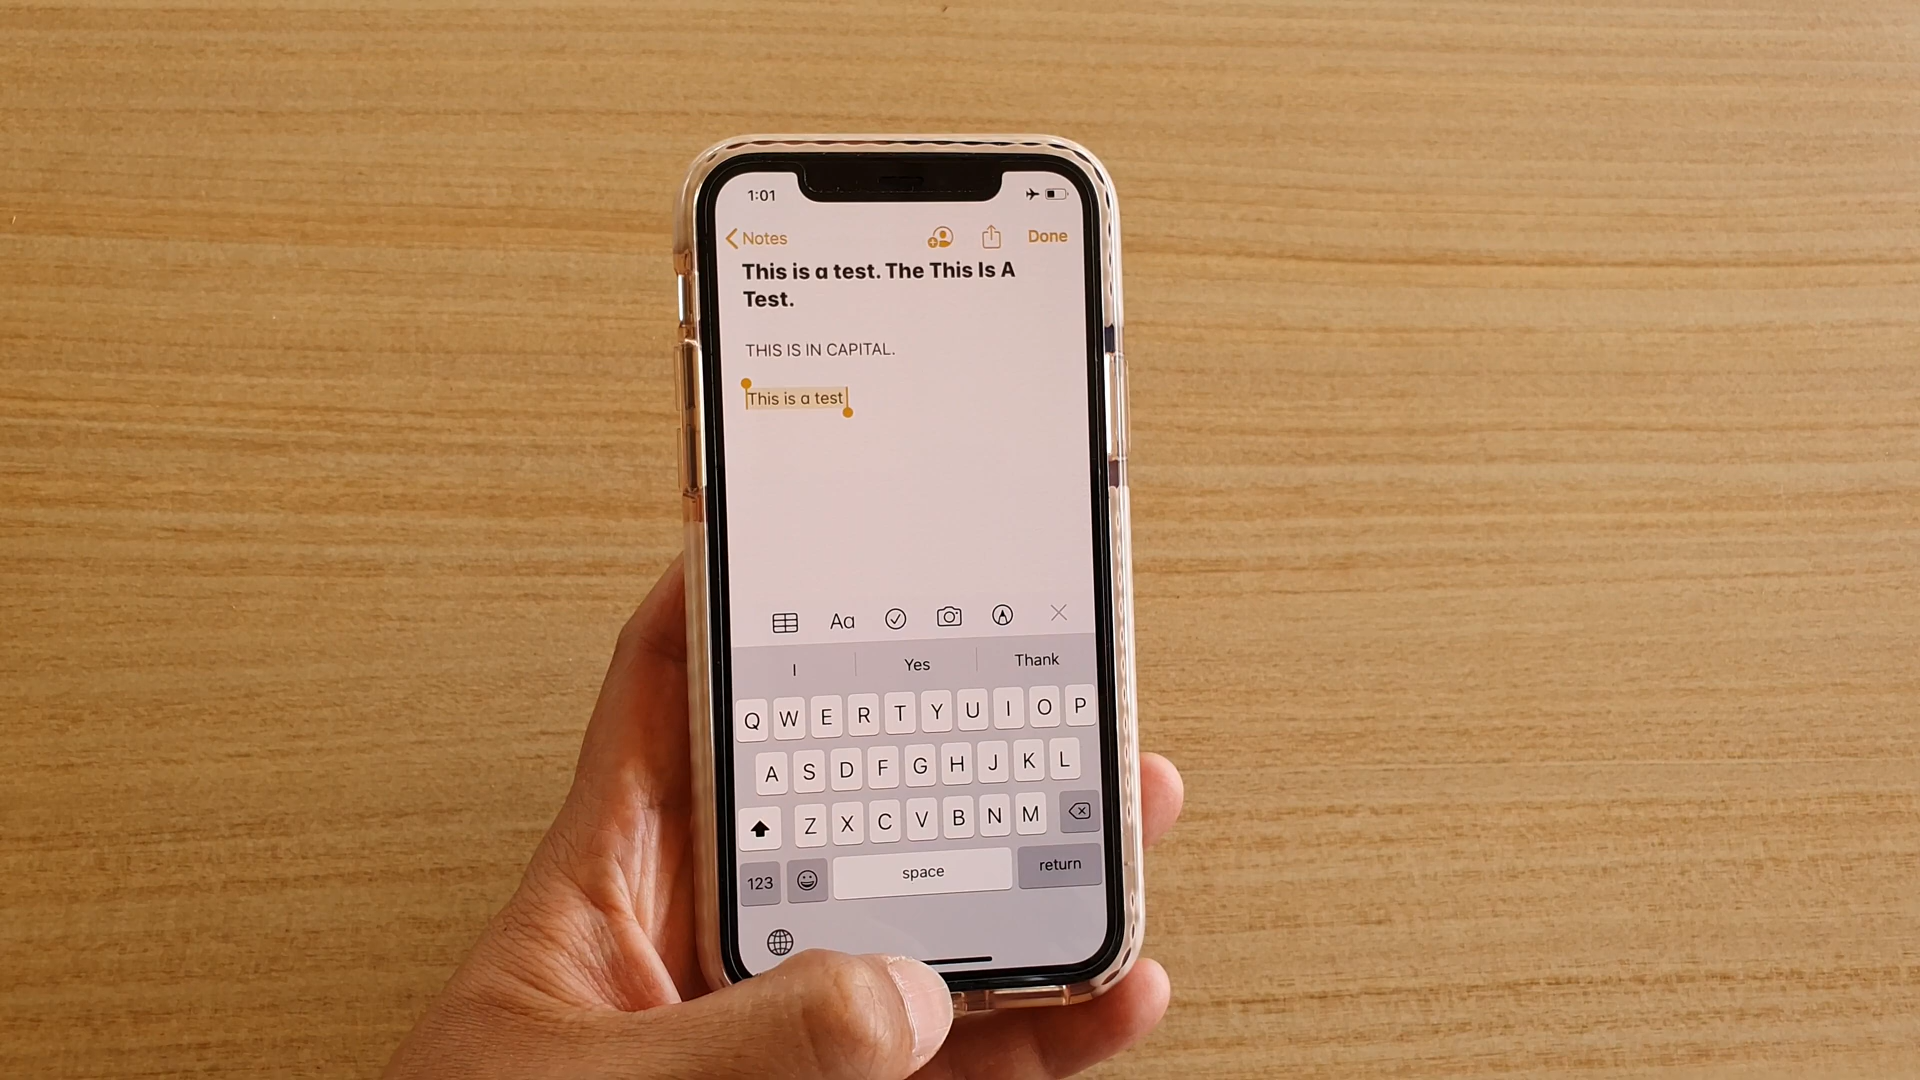 1:01
Notes
Done
This is a test. The This Is A
Test.
THIS IS IN CAPITAL.
This is a test
Aa
I Yes Thank
Q W E R T Y U I O P
A S D F G H J K L
Z X C V B N M
123 space return